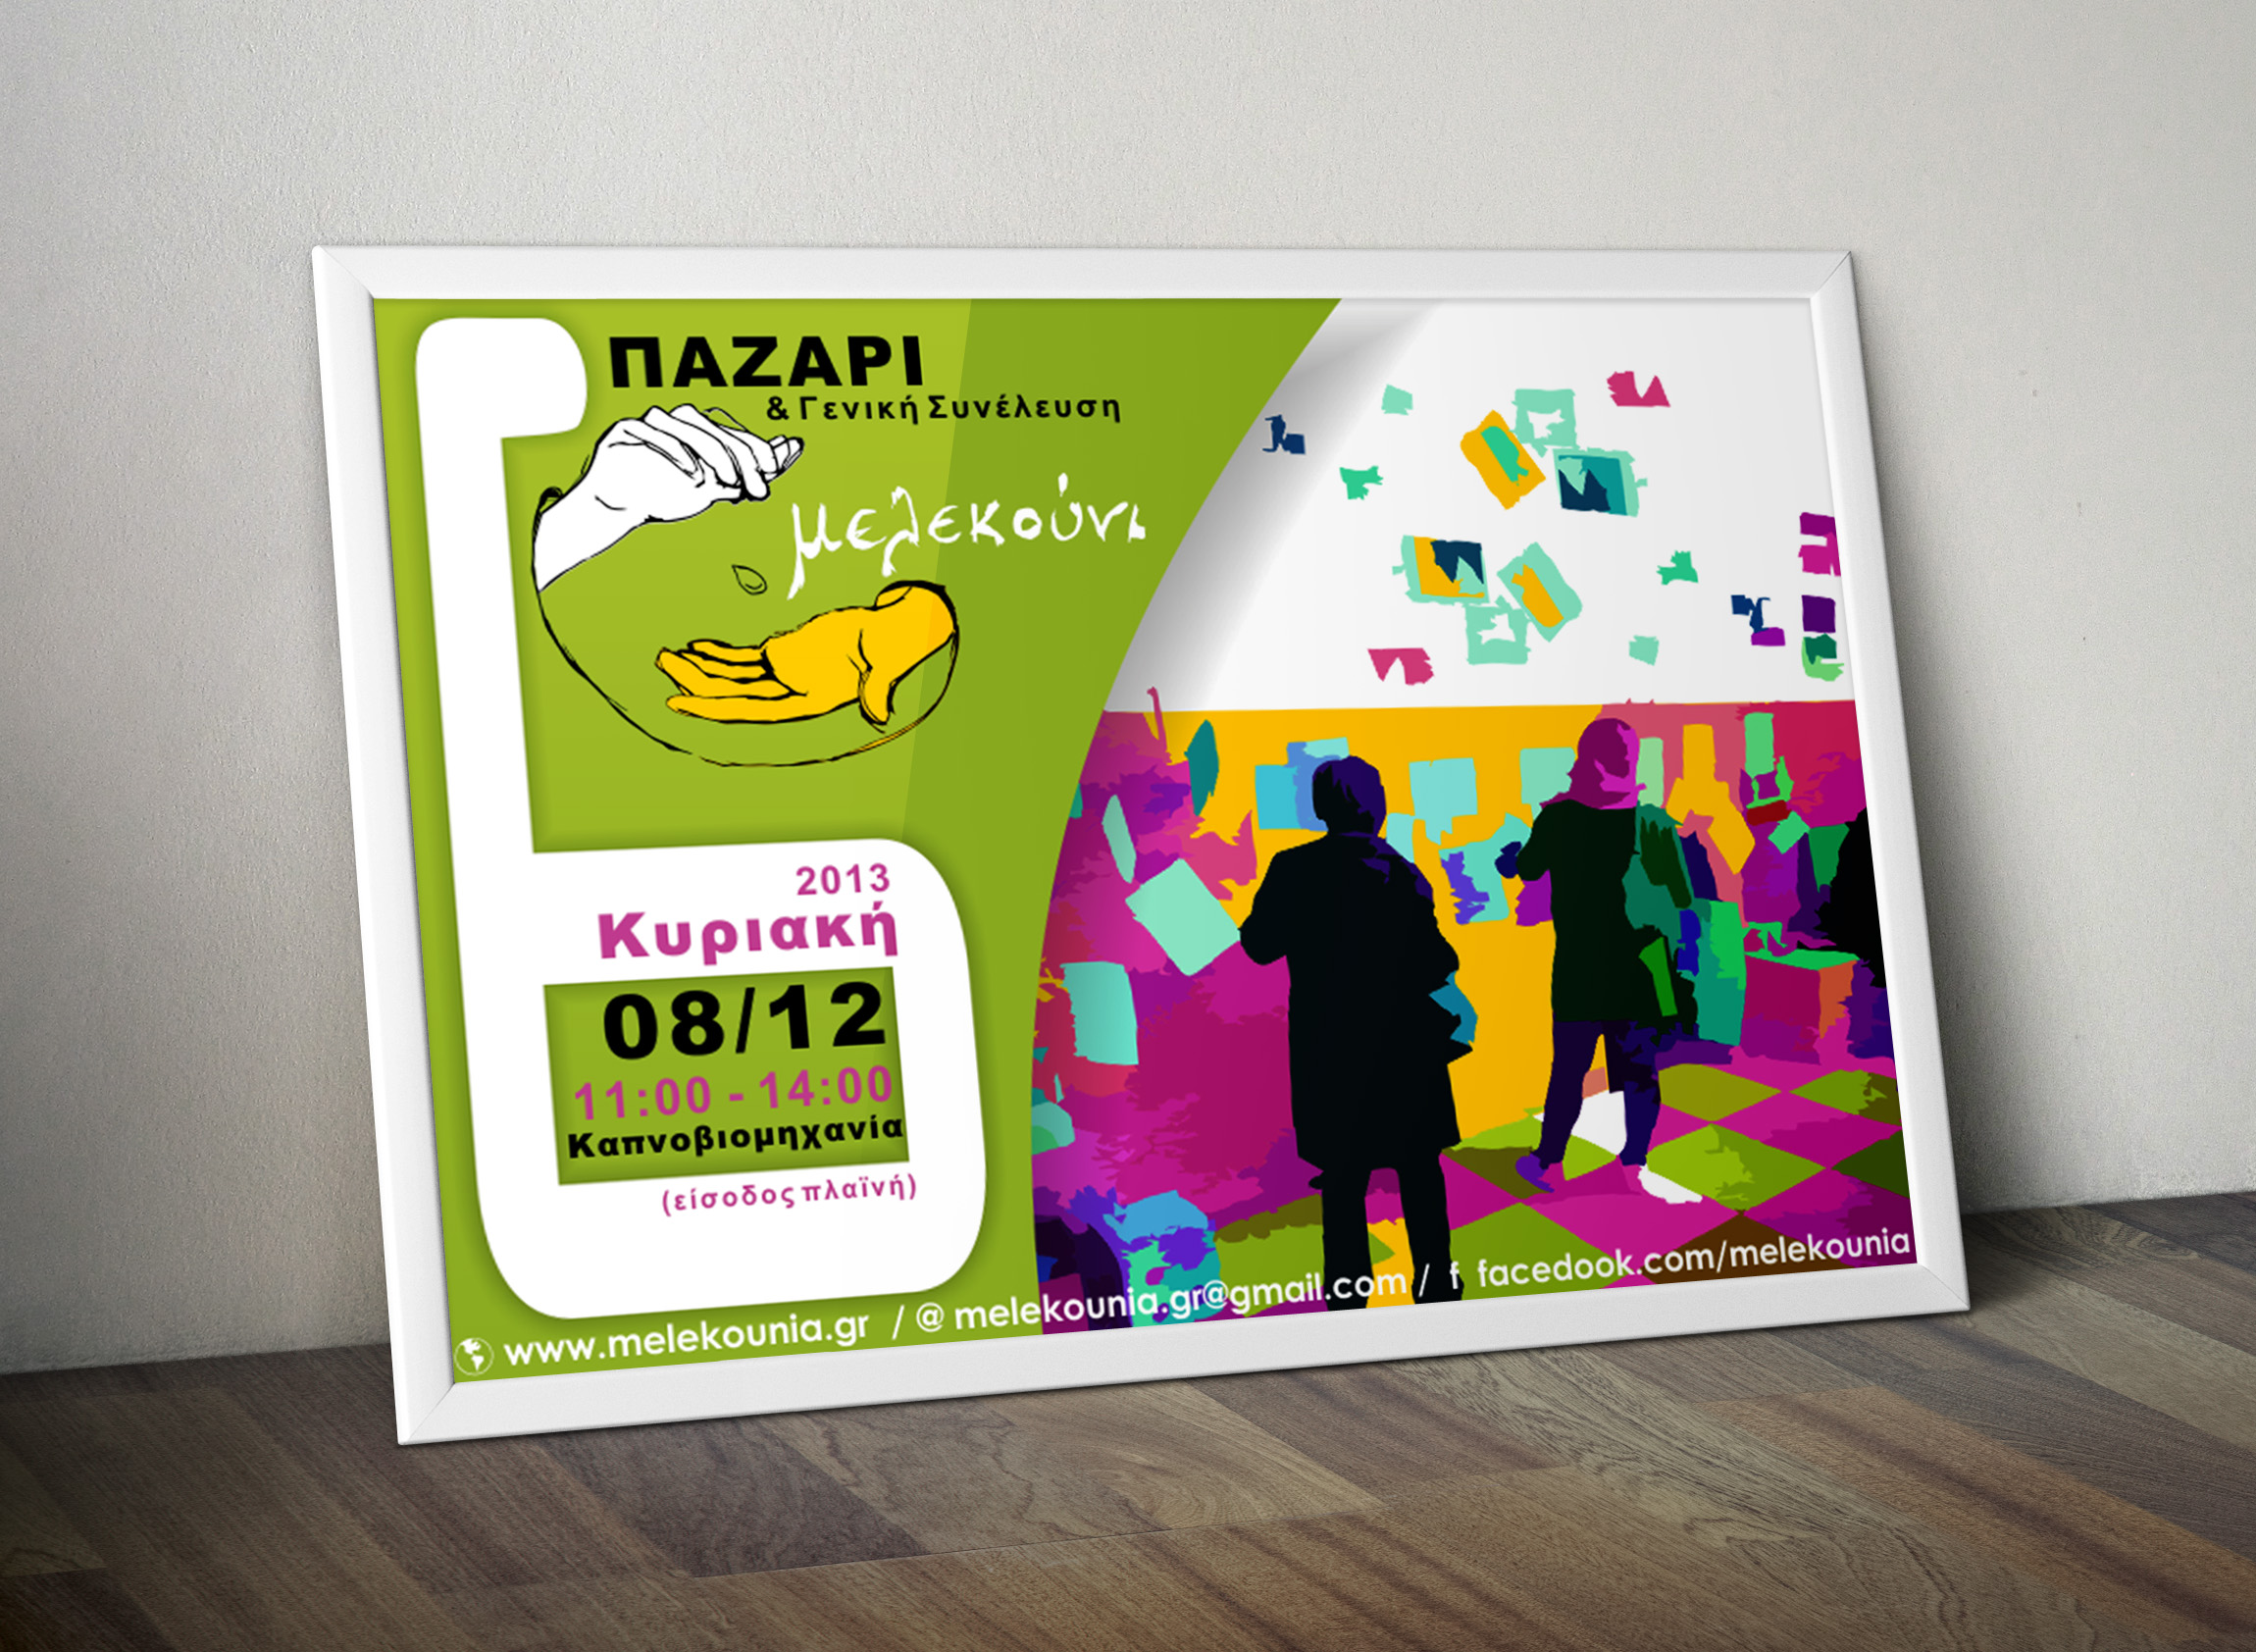 ΠΑΖΑΡΙ
& Γενική Συνέλευση
μελεκούνι
2013
Κυριακή
08/12
11:00 - 14:00
Καπνοβιομηχανία
(είσοδος πλαϊνή)
www.melekounia.gr / @ melekounia.gr@gmail.com / f facedook.com/melekounia